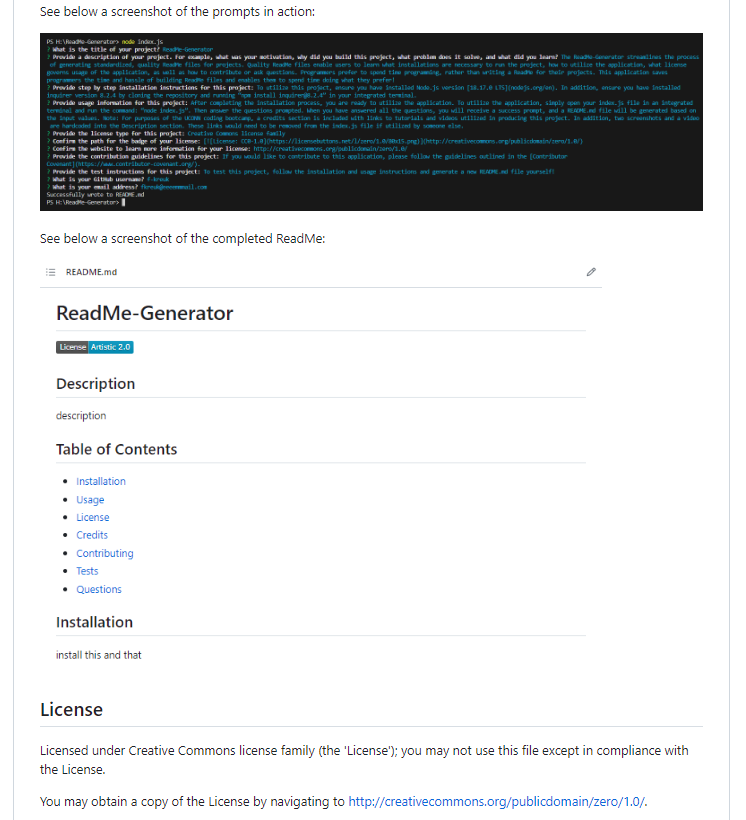 See below a screenshot of the prompts in action:
PS H:\ReadMe-Generator> node index.js
? What is the title of your project? ReadMe-Generator
? Provide a description of your project. For example, what was your motivation, why did you build this project, what problem does it solve, and what did you learn? The ReadMe-Generator streamlines the process
of generating standardized, quality ReadMe files for projects. Quality ReadMe files enable users to learn what installations are necessary to run the project, how to utilize the application, what license
governs usage of the application, as well as how to contribute or ask questions. Programmers prefer to spend time programming, rather than writing a ReadMe for their projects. This application saves
programmers the time and hassle of building ReadMe files and enables them to spend time doing what they prefer!
? Provide step by step installation instructions for this project: To utilize this project, ensure you have installed Node.js version [16.17.0 LTS](nodejs.org/en). In addition, ensure you have installed
inquirer version 8.2.4 by cloning the repository and running "npm install inquirer@8.2.4" in your integrated terminal.
? Provide usage information for this project: After completing the installation process, you are ready to utilize the application. To utilize the application, simply open your index.js file in an integrated
terminal and run the command: "node index.js". Then answer the questions prompted. When you have answered all the questions, you will receive a success prompt, and a README.md file will be generated based on
the input values. Note: For purposes of the UCONN coding bootcamp, a credits section is included with links to tutorials and videos utilized in producing this project. In addition, two screenshots and a video
are hardcoded into the Description section. These links would need to be removed from the index.js file if utilized by someone else.
? Provide the license type for this project: Creative Commons license family
? Confirm the path for the badge of your license: [![License: CC0-1.0](https://licensebuttons.net/l/zero/1.0/80x15.png)](http://creativecommons.org/publicdomain/zero/1.0/)
? Confirm the website to learn more information for your license: http://creativecommons.org/publicdomain/zero/1.0/
? Provide the contribution guidelines for this project: If you would like to contribute to this application, please follow the guidelines outlined in the [Contributor
Covenant](https://www.contributor-covenant.org/).
? Provide the test instructions for this project: To test this project, follow the installation and usage instructions and generate a new README.md file yourself!
? What is your GitHub username?
? What is your email address?
Successfully wrote to README.md
PS H:\ReadMe-Generator>
See below a screenshot of the completed ReadMe:
README.md
ReadMe-Generator
License Artistic 2.0
Description
description
Table of Contents
Installation
Usage
License
Credits
Contributing
Tests
Questions
Installation
install this and that
License
Licensed under Creative Commons license family (the 'License'); you may not use this file except in compliance with
the License.
You may obtain a copy of the License by navigating to http://creativecommons.org/publicdomain/zero/1.0/.